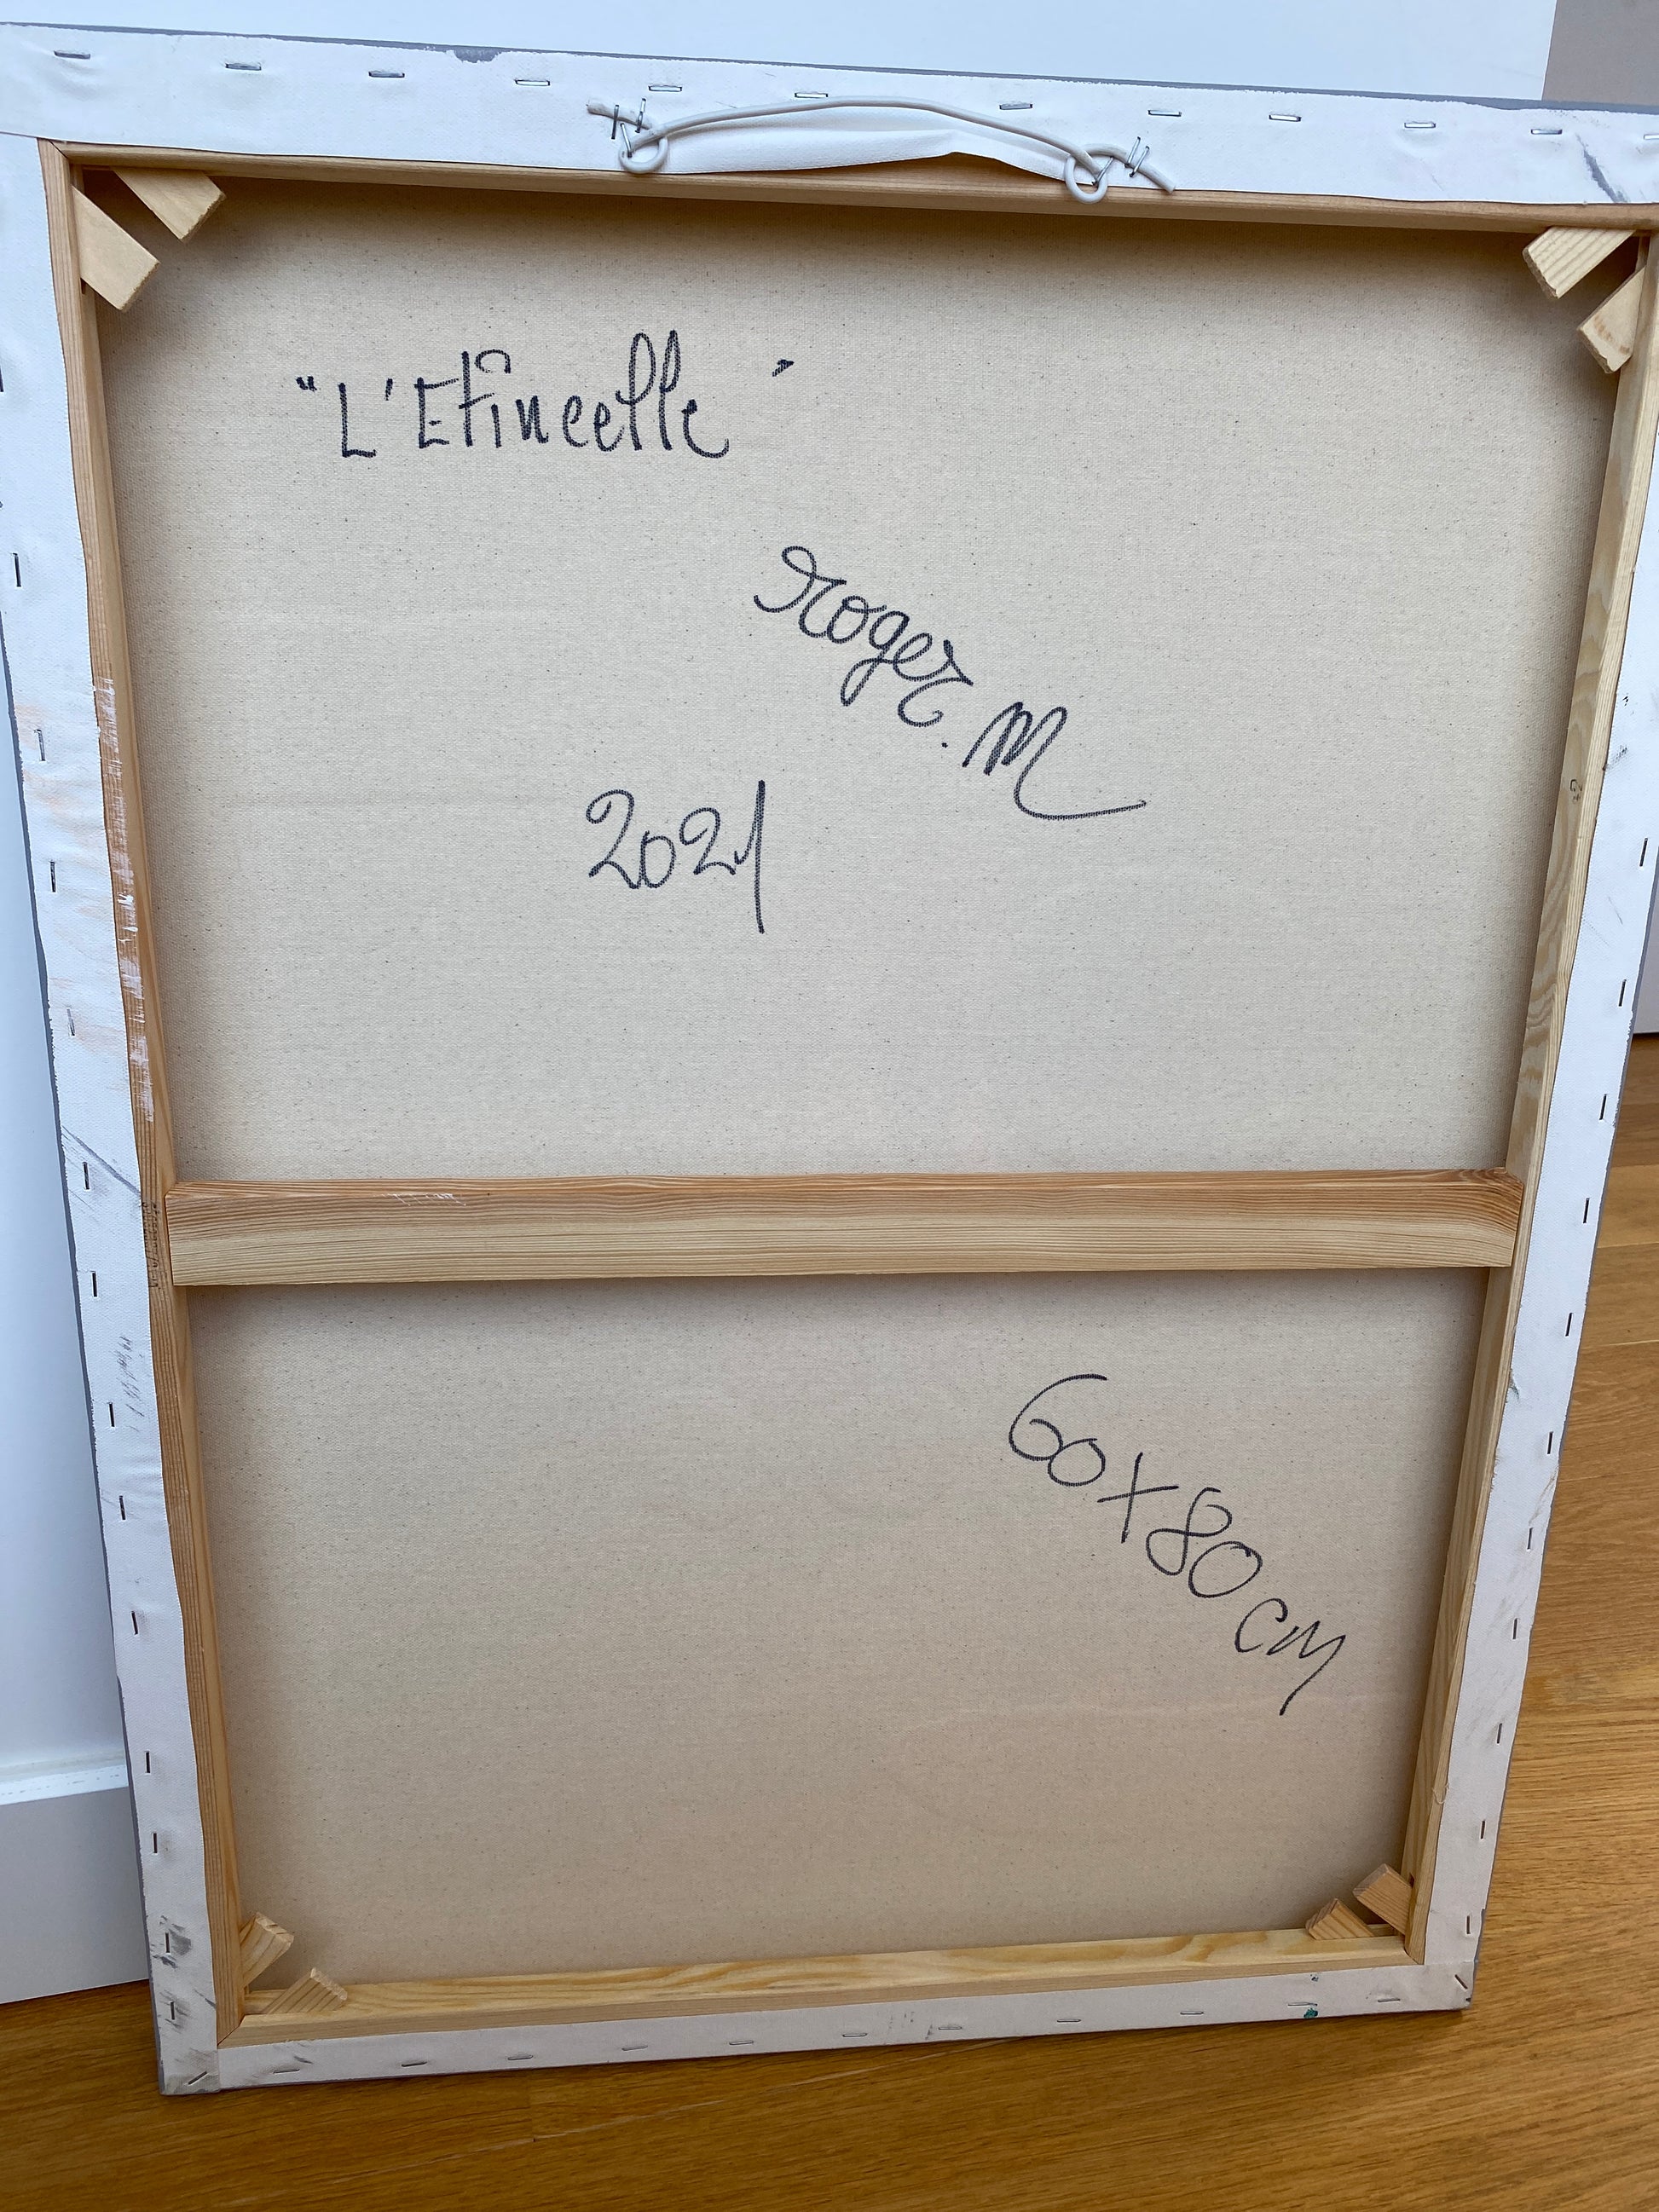 "L'Etincelle"
roger. M
2021
60x80 cm